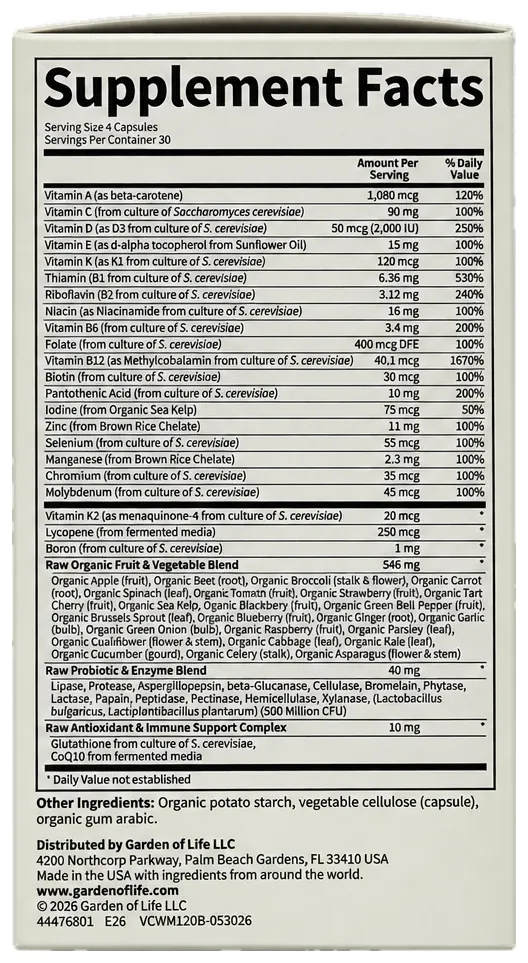 Supplement Facts
Serving Size 4 Capsules
Servings Per Container 30
Amount Per Serving % Daily Value
Vitamin A (as beta-carotene) 1,080 mcg 120%
Vitamin C (from culture of Saccharomyces cerevisiae) 90 mg 100%
Vitamin D (as D3 from culture of S. cerevisiae) 50 mcg (2,000 IU) 250%
Vitamin E (as d-alpha tocopherol from Sunflower Oil) 15 mg 100%
Vitamin K (as K1 from culture of S. cerevisiae) 120 mcg 100%
Thiamin (B1 from culture of S. cerevisiae) 6.36 mg 530%
Riboflavin (B2 from culture of S. cerevisiae) 3.12 mg 240%
Niacin (as Niacinamide from culture of S. cerevisiae) 16 mg 100%
Vitamin B6 (from culture of S. cerevisiae) 3.4 mg 200%
Folate (from culture of S. cerevisiae) 400 mcg DFE 100%
Vitamin B12 (as Methylcobalamin from culture of S. cerevisiae) 40,1 mcg 1670%
Biotin (from culture of S. cerevisiae) 30 mcg 100%
Pantothenic Acid (from culture of S. cerevisiae) 10 mg 200%
Iodine (from Organic Sea Kelp) 75 mcg 50%
Zinc (from Brown Rice Chelate) 11 mg 100%
Selenium (from culture of S. cerevisiae) 55 mcg 100%
Manganese (from Brown Rice Chelate) 2.3 mg 100%
Chromium (from culture of S. cerevisiae) 35 mcg 100%
Molybdenum (from culture of S. cerevisiae) 45 mcg 100%
Vitamin K2 (as menaquinone-4 from culture of S. cerevisiae) 20 mcg *
Lycopene (from fermented media) 250 mcg *
Boron (from culture of S. cerevisiae) 1 mg *
Raw Organic Fruit & Vegetable Blend 546 mg *
Organic Apple (fruit), Organic Beet (root), Organic Broccoli (stalk & flower), Organic Carrot
(root), Organic Spinach (leaf), Organic Tomatn (fruit), Organic Strawberry (fruit), Organic Tart
Cherry (fruit), Organic Sea Kelp, Oganic Blackberry (fruit), Organic Green Bell Pepper (fruit),
Organic Brussels Sprout (leaf), Organic Blueberry (fruit), Organic Ginger (root), Organic Garlic
(bulb), Organic Green Onion (bulb), Organic Raspberry (fruit), Organic Parsley (leaf),
Organic Cualifibwer (flower & stem), Organic Cabbage (leaf), Organic Kale (leaf),
Organic Cucumber (gourd), Organic Celery (stalk), Organic Asparagus (flower & stem)
Raw Probiotic & Enzyme Blend 40 mg *
Lipase, Protease, Aspergillopepsin, beta-Glucanase, Cellulase, Bromelain, Phytase,
Lactase, Papain, Peptidase, Pectinase, Hemicellulase, Xylanase, (Lactobacillus
bulgaricus, Lactiplantibacillus plantarum) (500 Million CFU)
Raw Antioxidant & Immune Support Complex 10 mg *
Glutathione from culture of S. cerevisiae,
CoQ10 from fermented media
* Daily Value not established
Other Ingredients: Organic potato starch, vegetable cellulose (capsule),
organic gum arabic.
Distributed by Garden of Life LLC
4200 Northcorp Parkway, Palm Beach Gardens, FL 33410 USA
Made in the USA with ingredients from around the world.
www.gardenoflife.com
© 2026 Garden of Life LLC
44476801 E26 VCWM120B-053026